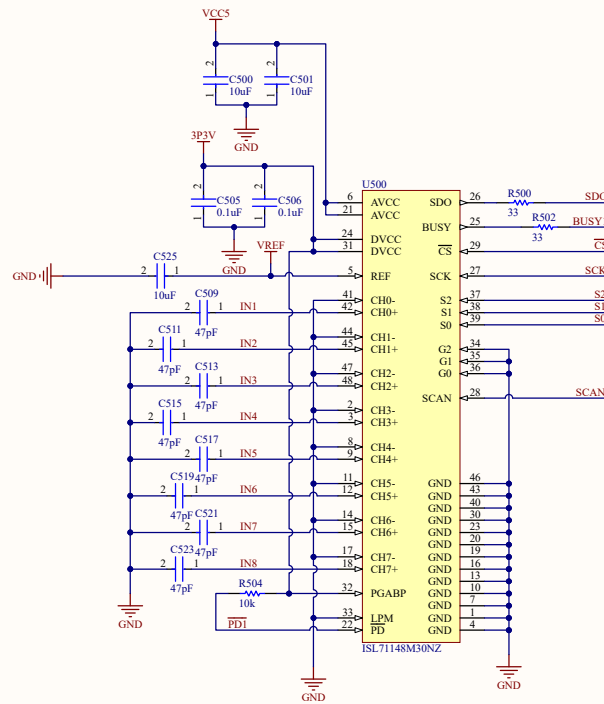 VCC5
2 2
C500 C501
10uF 10uF
1 1
GND
3P3V
2 2
C505 C506
0.1uF 0.1uF
1 1
GND
VREF
C525
GND 2 1
10uF
C509
2 1 IN1
47pF
C511
2 1 IN2
47pF
C513
2 1 IN3
47pF
C515
2 1 IN4
47pF
C517
2 1 IN5
47pF
C519
2 1 IN6
47pF
C521
2 1 IN7
47pF
C523
2 1 IN8
47pF
GND
R504
10k
PD1
U500
6 AVCC SDO 26
21 AVCC
BUSY 25
24 DVCC
31 DVCC CS 29
5 REF SCK 27
41 CH0- S2 37
42 CH0+ S1 38
S0 39
44 CH1-
45 CH1+ G2 34
G1 35
47 CH2- G0 36
48 CH2+
SCAN 28
2 CH3-
3 CH3+
8 CH4-
9 CH4+
11 CH5- GND 46
12 CH5+ GND 43
GND 40
14 CH6- GND 30
15 CH6+ GND 23
GND 20
17 CH7- GND 19
18 CH7+ GND 16
GND 13
32 PGABP GND 10
GND 7
33 LPM GND 1
22 PD GND 4
ISL71148M30NZ
GND
GND
R500
33
SDO
R502
33
BUSY
CS
SCK
S2
S1
S0
SCAN